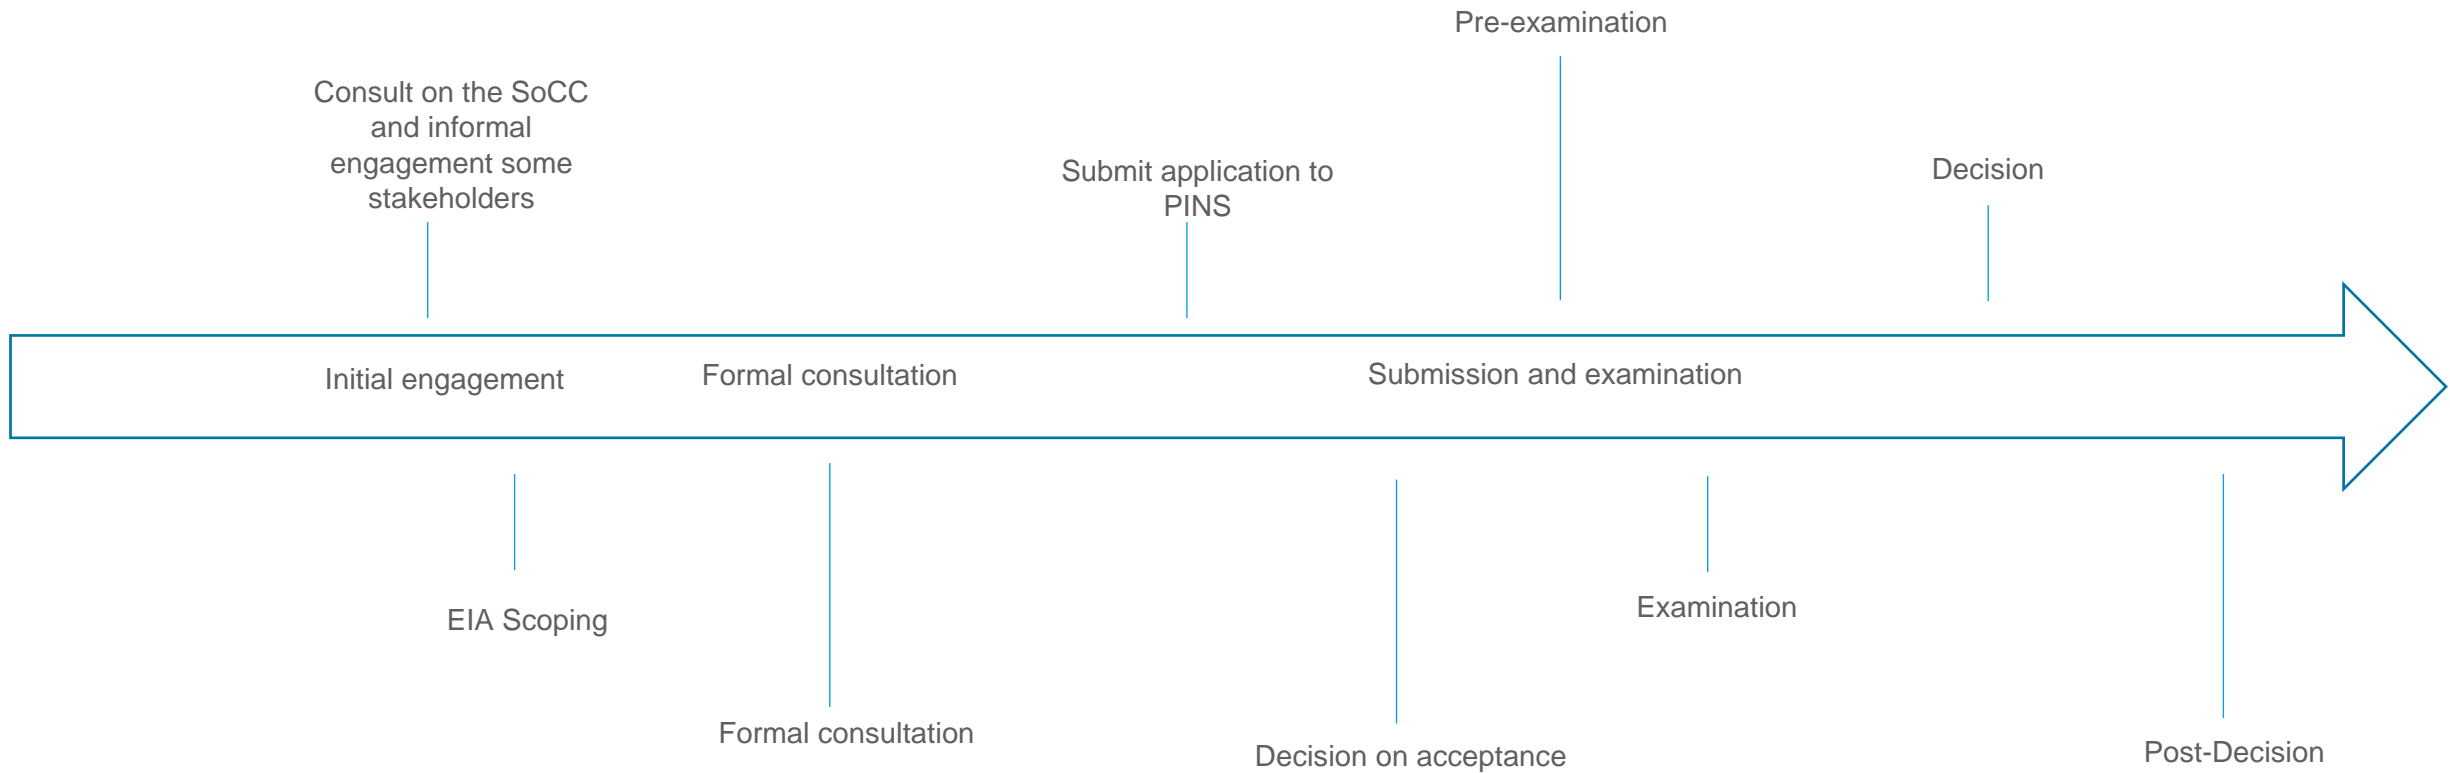 Pre-examination
Consult on the SoCC
and informal
engagement some
stakeholders
Submit application to
PINS
Decision
Initial engagement
Formal consultation
Submission and examination
EIA Scoping
Examination
Formal consultation
Decision on acceptance
Post-Decision